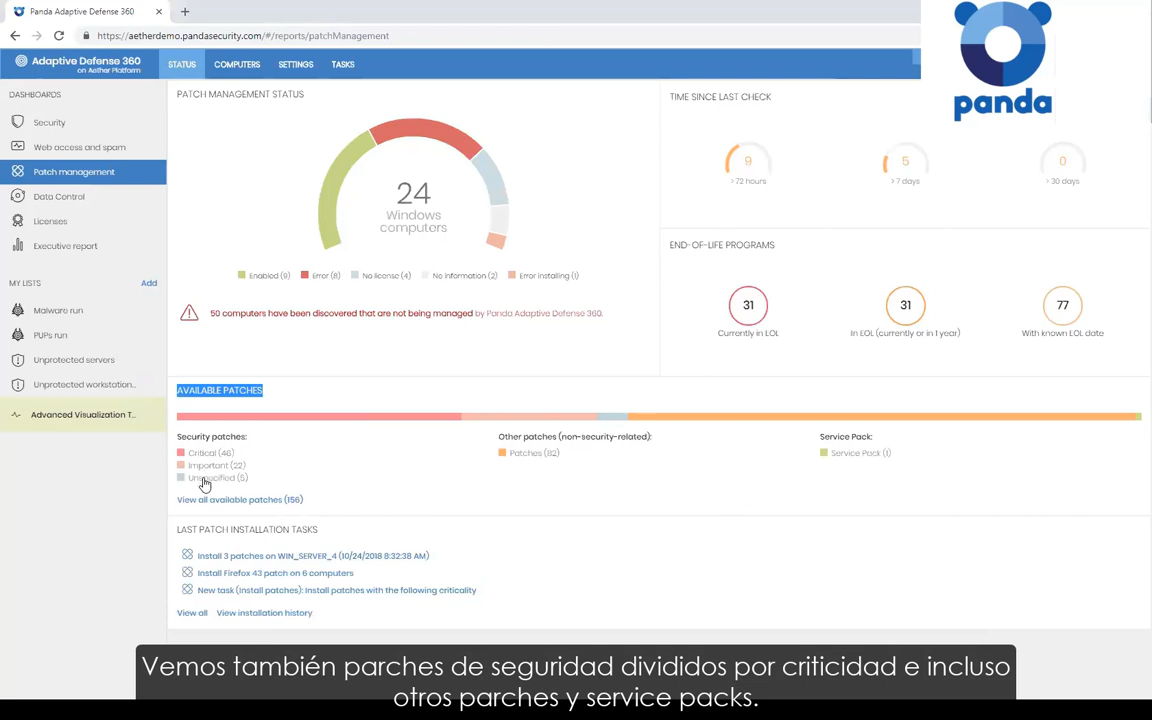 Panda Adaptive Defense 360
https://aetherdemo.pandasecurity.com/#/reports/patchManagement
Adaptive Defense 360
on Aether Platform
STATUS
COMPUTERS
SETTINGS
TASKS
panda
DASHBOARDS
Security
Web access and spam
Patch management
Data Control
Licenses
Executive report
MY LISTS
Add
Malware run
PUPs run
Unprotected servers
Unprotected workstation...
Advanced Visualization T...
PATCH MANAGEMENT STATUS
24
Windows
computers
Enabled (9)
Error (8)
No license (4)
No information (2)
Error installing (1)
50 computers have been discovered that are not being managed by Panda Adaptive Defense 360.
TIME SINCE LAST CHECK
9
>72 hours
5
>7 days
0
>30 days
END-OF-LIFE PROGRAMS
31
Currently in EOL
31
In EOL (currently or in 1 year)
77
With known EOL date
AVAILABLE PATCHES
Security patches:
Critical (46)
Important (22)
Unspecified (5)
View all available patches (156)
Other patches (non-security-related):
Patches (82)
Service Pack:
Service Pack (1)
LAST PATCH INSTALLATION TASKS
Install 3 patches on WIN_SERVER_4 (10/24/2018 8:32:38 AM)
Install Firefox 43 patch on 6 computers
New task (Install patches): Install patches with the following criticality
View all
View installation history
Vemos también parches de seguridad divididos por criticidad e incluso
otros parches y service packs.